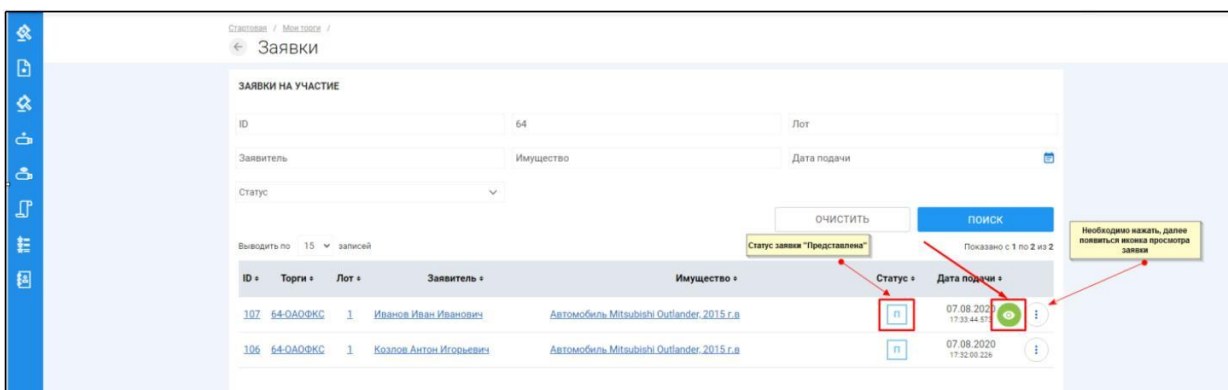 Стартовая / Мои торги /
← Заявки
ЗАЯВКИ НА УЧАСТИЕ
ID 64 Лот
Заявитель Имущество Дата подачи
Статус
ОЧИСТИТЬ ПОИСК
Необходимо нажать, далее
появиться иконка просмотра
заявки
Выводить по 15 записей Статус заявки "Представлена" Показано с 1 по 2 из 2
ID Торги Лот Заявитель Имущество Статус Дата подачи
107 64-ОАОФКС 1 Иванов Иван Иванович Автомобиль Mitsubishi Outlander, 2015 г.в П 07.08.2020
17:33:44.573
106 64-ОАОФКС 1 Козлов Антон Игорьевич Автомобиль Mitsubishi Outlander, 2015 г.в П 07.08.2020
17:32:00.226